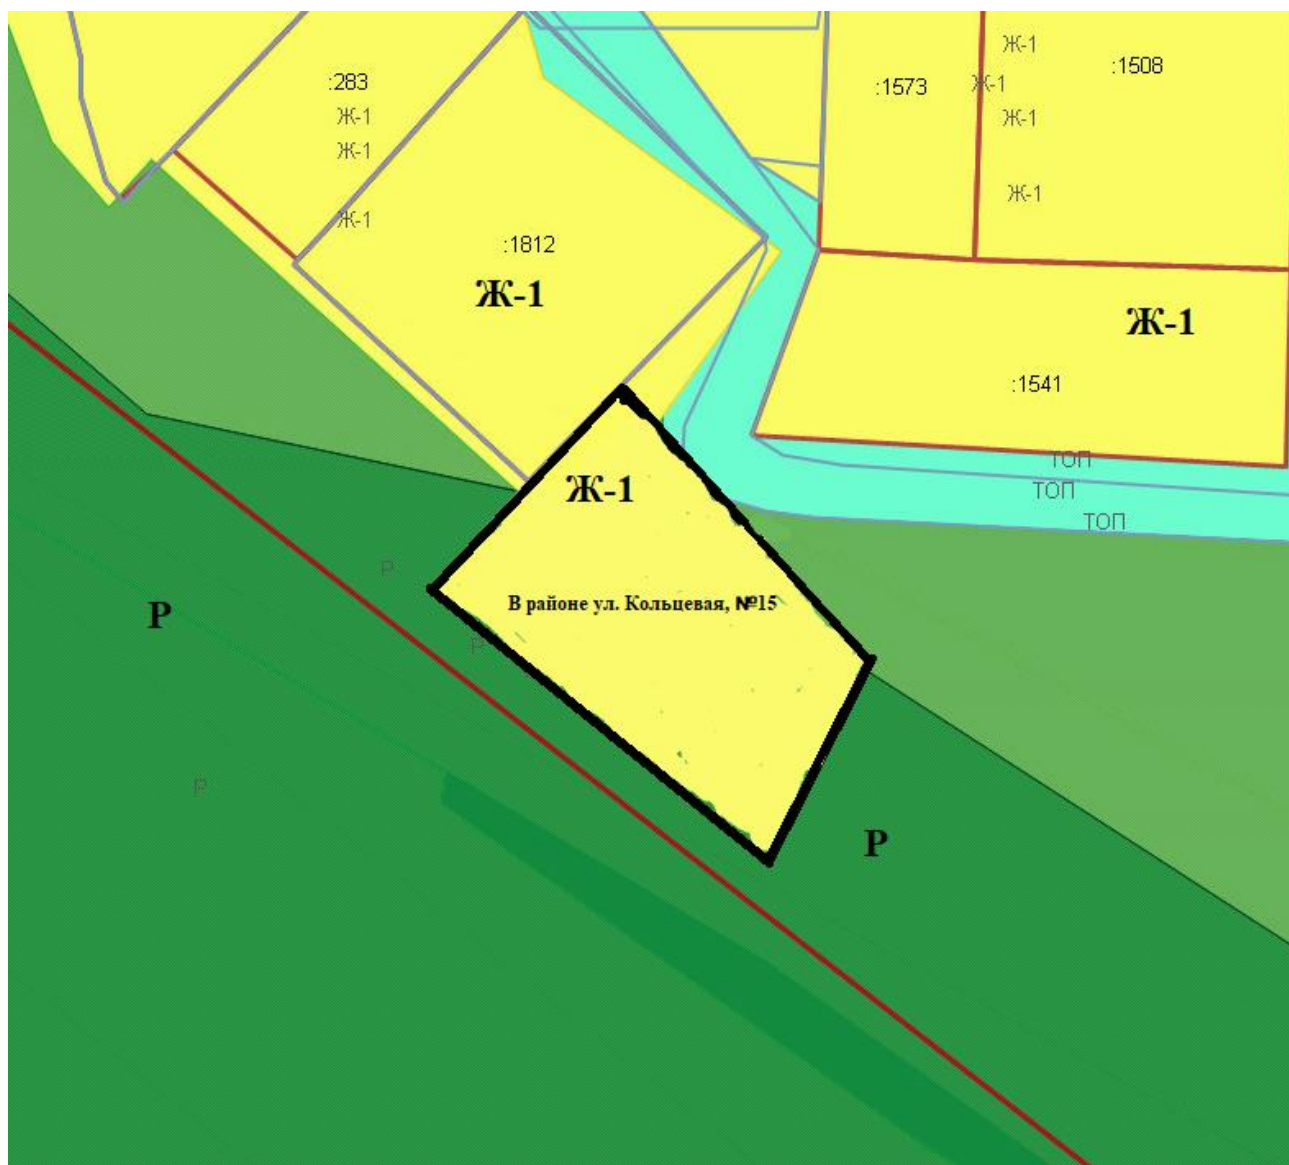 Ж-1
:1508
:283
:1573
Ж-1
Ж-1
Ж-1
Ж-1
Ж-1
Ж-1
Ж-1
:1812
Ж-1
Ж-1
:1541
ТОП
Ж-1
ТОП
ТОП
Р
В районе ул. Кольцевая, №15
Р
Р
Р
Р